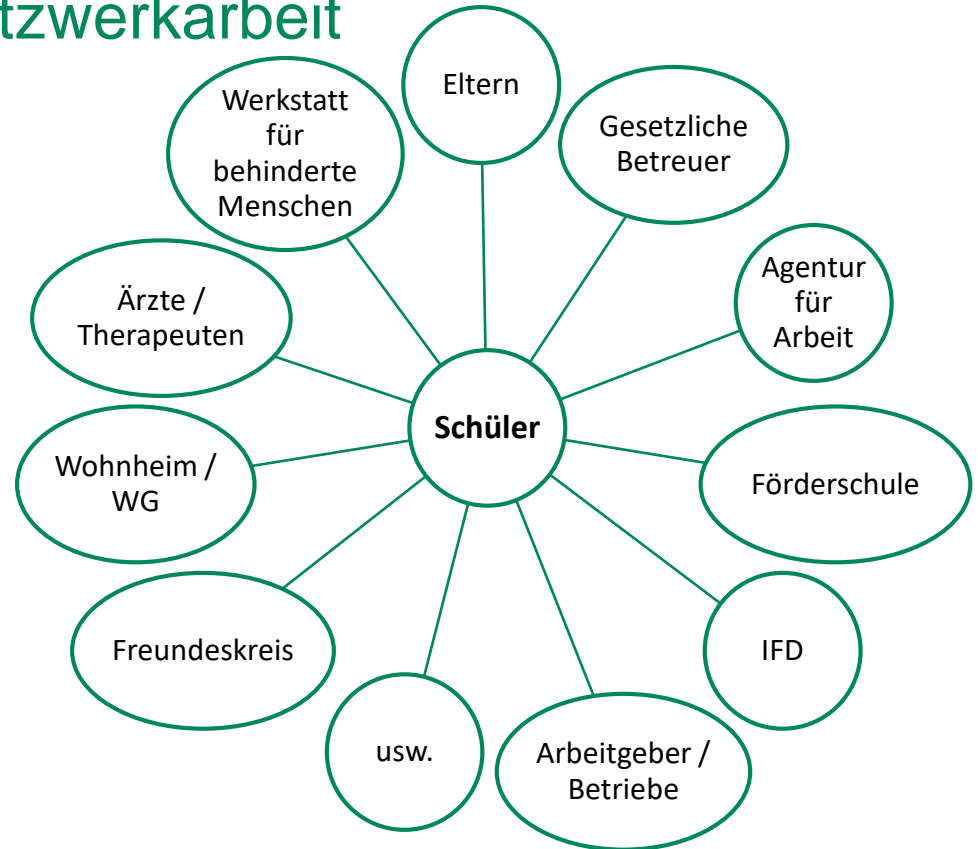 tzwerkarbeit
Eltern
Gesetzliche
Betreuer
Agentur
für
Arbeit
Förderschule
IFD
Arbeitgeber /
Betriebe
usw.
Freundeskreis
Wohnheim /
WG
Ärzte /
Therapeuten
Werkstatt
für
behinderte
Menschen
Schüler